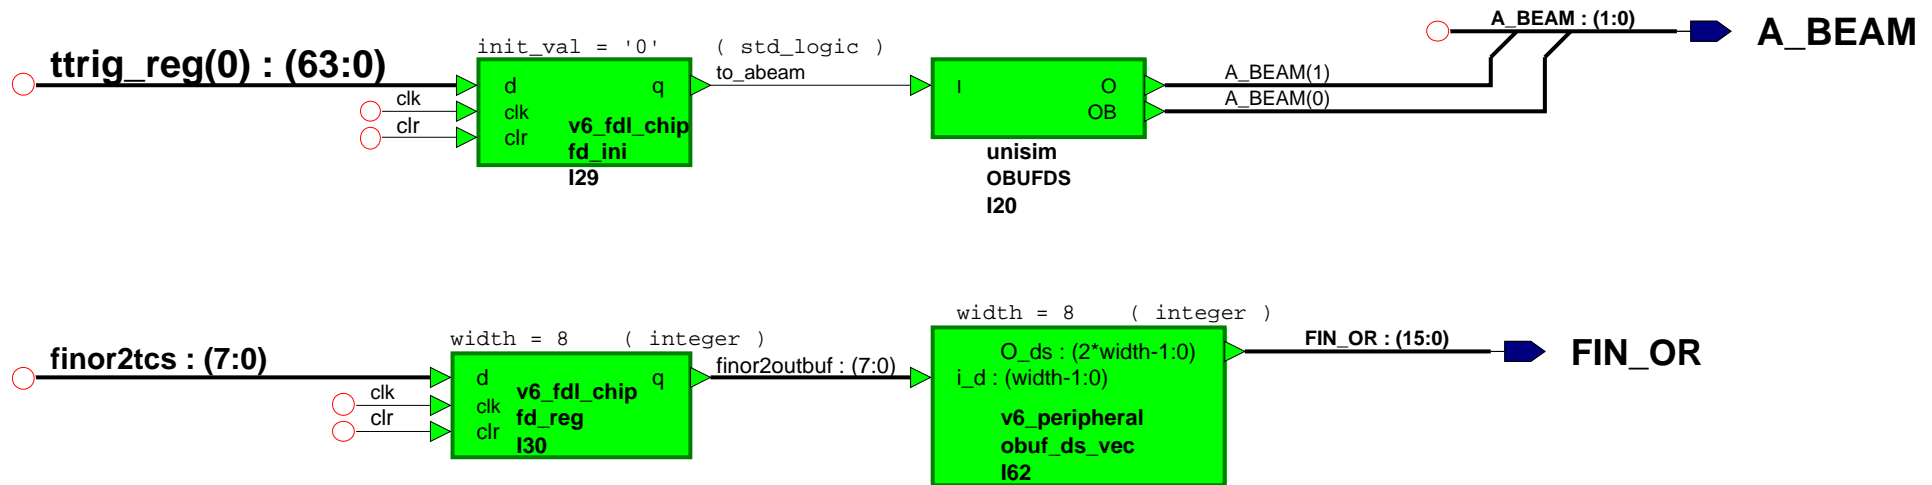 A_BEAM : (1:0)
A_BEAM
init_val = '0'    ( std_logic )
ttrig_reg(0) : (63:0)
to_abeam
d q
clk clk
clr clr
v6_fdl_chip
fd_ini
I29
I O
OB
A_BEAM(1)
A_BEAM(0)
unisim
OBUFDS
I20
width = 8    ( integer )
finor2tcs : (7:0)
d q
clk clk
clr clr
v6_fdl_chip
fd_reg
I30
finor2outbuf : (7:0)
width = 8    ( integer )
O_ds : (2*width-1:0)
i_d : (width-1:0)
v6_peripheral
obuf_ds_vec
I62
FIN_OR : (15:0)
FIN_OR